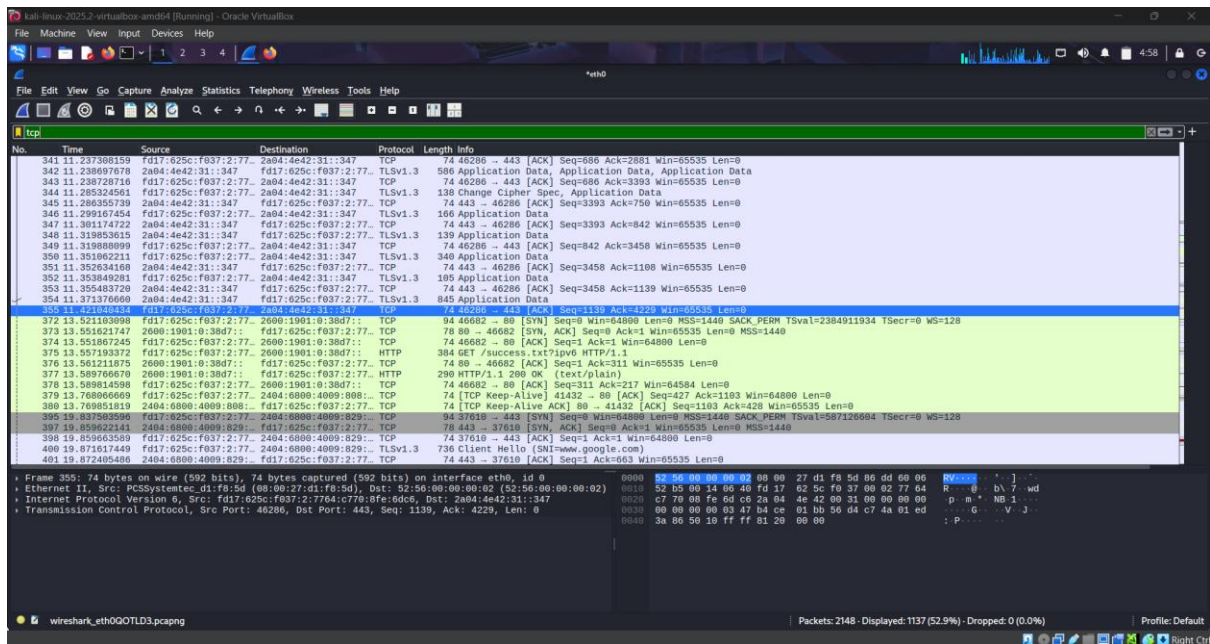 kali-linux-2025.2-virtualbox-amd64 [Running] - Oracle VirtualBox
File Machine View Input Devices Help
1 2 3 4 4:58
*eth0
File Edit View Go Capture Analyze Statistics Telephony Wireless Tools Help
tcp
No. Time Source Destination Protocol Length Info
341 11.237308159 fd17:625c:f037:2:77… 2a04:4e42:31::347 TCP 74 46286 → 443 [ACK] Seq=686 Ack=2881 Win=65535 Len=0
342 11.238697678 2a04:4e42:31::347 fd17:625c:f037:2:77… TLSv1.3 586 Application Data, Application Data, Application Data
343 11.238728716 fd17:625c:f037:2:77… 2a04:4e42:31::347 TCP 74 46286 → 443 [ACK] Seq=686 Ack=3393 Win=65535 Len=0
344 11.285324561 fd17:625c:f037:2:77… 2a04:4e42:31::347 TLSv1.3 138 Change Cipher Spec, Application Data
345 11.286355739 2a04:4e42:31::347 fd17:625c:f037:2:77… TCP 74 443 → 46286 [ACK] Seq=3393 Ack=750 Win=65535 Len=0
346 11.299167454 fd17:625c:f037:2:77… 2a04:4e42:31::347 TLSv1.3 166 Application Data
347 11.301174722 2a04:4e42:31::347 fd17:625c:f037:2:77… TCP 74 443 → 46286 [ACK] Seq=3393 Ack=842 Win=65535 Len=0
348 11.319853615 2a04:4e42:31::347 fd17:625c:f037:2:77… TLSv1.3 139 Application Data
349 11.319888099 fd17:625c:f037:2:77… 2a04:4e42:31::347 TCP 74 46286 → 443 [ACK] Seq=842 Ack=3458 Win=65535 Len=0
350 11.351062211 fd17:625c:f037:2:77… 2a04:4e42:31::347 TLSv1.3 340 Application Data
351 11.352634168 2a04:4e42:31::347 fd17:625c:f037:2:77… TCP 74 443 → 46286 [ACK] Seq=3458 Ack=1108 Win=65535 Len=0
352 11.353849281 fd17:625c:f037:2:77… 2a04:4e42:31::347 TLSv1.3 105 Application Data
353 11.355483720 2a04:4e42:31::347 fd17:625c:f037:2:77… TCP 74 443 → 46286 [ACK] Seq=3458 Ack=1139 Win=65535 Len=0
354 11.371376660 2a04:4e42:31::347 fd17:625c:f037:2:77… TLSv1.3 845 Application Data
355 11.421040434 fd17:625c:f037:2:77… 2a04:4e42:31::347 TCP 74 46286 → 443 [ACK] Seq=1139 Ack=4229 Win=65535 Len=0
372 13.521103098 fd17:625c:f037:2:77… 2600:1901:0:38d7:: TCP 94 46682 → 80 [SYN] Seq=0 Win=64800 Len=0 MSS=1440 SACK_PERM TSval=2384911934 TSecr=0 WS=128
373 13.551621747 2600:1901:0:38d7:: fd17:625c:f037:2:77… TCP 78 80 → 46682 [SYN, ACK] Seq=0 Ack=1 Win=65535 Len=0 MSS=1440
374 13.551867245 fd17:625c:f037:2:77… 2600:1901:0:38d7:: TCP 74 46682 → 80 [ACK] Seq=1 Ack=1 Win=64800 Len=0
375 13.557193372 fd17:625c:f037:2:77… 2600:1901:0:38d7:: HTTP 384 GET /success.txt?ipv6 HTTP/1.1
376 13.561211875 2600:1901:0:38d7:: fd17:625c:f037:2:77… TCP 74 80 → 46682 [ACK] Seq=1 Ack=311 Win=65535 Len=0
377 13.589766670 2600:1901:0:38d7:: fd17:625c:f037:2:77… HTTP 290 HTTP/1.1 200 OK (text/plain)
378 13.589814598 fd17:625c:f037:2:77… 2600:1901:0:38d7:: TCP 74 46682 → 80 [ACK] Seq=311 Ack=217 Win=64584 Len=0
379 13.768066669 fd17:625c:f037:2:77… 2404:6800:4009:808:… TCP 74 [TCP Keep-Alive] 41432 → 80 [ACK] Seq=427 Ack=1103 Win=64800 Len=0
380 13.769851819 2404:6800:4009:808:… fd17:625c:f037:2:77… TCP 74 [TCP Keep-Alive ACK] 80 → 41432 [ACK] Seq=1103 Ack=428 Win=65535 Len=0
395 19.837503596 fd17:625c:f037:2:77… 2404:6800:4009:829:… TCP 94 37610 → 443 [SYN] Seq=0 Win=64800 Len=0 MSS=1440 SACK_PERM TSval=587126604 TSecr=0 WS=128
397 19.859622141 2404:6800:4009:829:… fd17:625c:f037:2:77… TCP 78 443 → 37610 [SYN, ACK] Seq=0 Ack=1 Win=65535 Len=0 MSS=1440
398 19.859663589 fd17:625c:f037:2:77… 2404:6800:4009:829:… TCP 74 37610 → 443 [ACK] Seq=1 Ack=1 Win=64800 Len=0
400 19.871617449 fd17:625c:f037:2:77… 2404:6800:4009:829:… TLSv1.3 736 Client Hello (SNI=www.google.com)
401 19.872405486 2404:6800:4009:829:… fd17:625c:f037:2:77… TCP 74 443 → 37610 [ACK] Seq=1 Ack=663 Win=65535 Len=0
Frame 355: 74 bytes on wire (592 bits), 74 bytes captured (592 bits) on interface eth0, id 0
Ethernet II, Src: PCSSystemtec_d1:f8:5d (08:00:27:d1:f8:5d), Dst: 52:56:00:00:00:02 (52:56:00:00:00:02)
Internet Protocol Version 6, Src: fd17:625c:f037:2:7764:c770:8fe:6dc6, Dst: 2a04:4e42:31::347
Transmission Control Protocol, Src Port: 46286, Dst Port: 443, Seq: 1139, Ack: 4229, Len: 0
0000 52 56 00 00 00 02 08 00 27 d1 f8 5d 86 dd 60 06 RV···· ··'··]··`·
0010 52 b5 00 14 06 40 fd 17 62 5c f0 37 00 02 77 64 R····@·· b\·7··wd
0020 c7 70 08 fe 6d c6 2a 04 4e 42 00 31 00 00 00 00 ·p··m·*· NB·1····
0030 00 00 00 00 03 47 b4 ce 01 bb 56 d4 c7 4a 01 ed ·····G·· ··V··J··
0040 3a 86 50 10 ff ff 81 20 00 00 :·P···· ··
wireshark_eth0QOTLD3.pcapng
Packets: 2148 · Displayed: 1137 (52.9%) · Dropped: 0 (0.0%)
Profile: Default
Right Ctrl